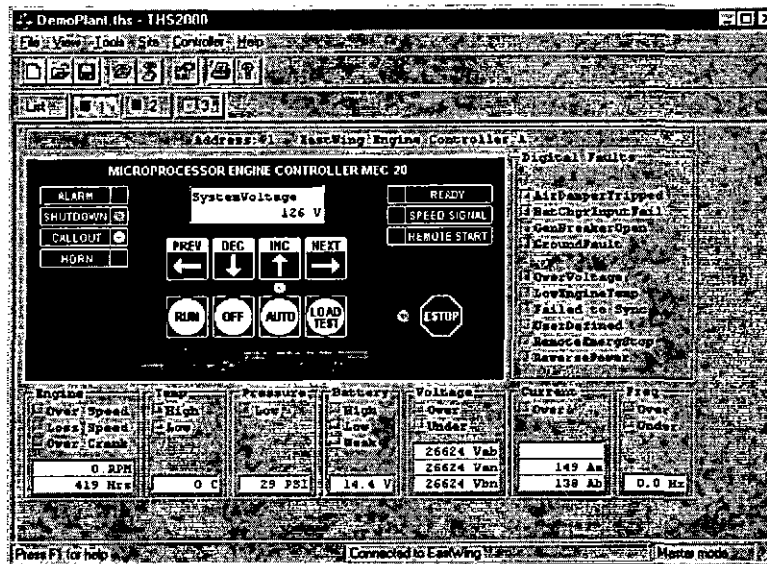 DemoPlant.ths - THS2000
File View Tools Site Controller Help
List 1 2 3
Address:#1 - EastWing Engine Controller A
MICROPROCESSOR ENGINE CONTROLLER MEC 20
ALARM
SHUTDOWN
CALLOUT
HORN
SystemVoltage
126 V
READY
SPEED SIGNAL
REMOTE START
PREV DEC INC NEXT
RUN OFF AUTO LOAD TEST ESTOP
Digital Faults
AirDamperTripped
BatChgrInputFail
GenBreakerOpen
GroundFault
OverVoltage
LowEngineTemp
Failed to Sync
UserDefined
RemoteEmergStop
ReversePower
Engine
Over Speed
Loss Speed
Over Crank
0 RPM
419 Hrs
Temp
High
Low
0 C
Pressure
Low
29 PSI
Battery
High
Low
Weak
14.4 V
Voltage
Over
Under
26624 Vab
26624 Van
26624 Vbn
Current
Over
149 Aa
138 Ab
Freq
Over
Under
0.0 Hz
Press F1 for help
Connected to EastWing
Master mode